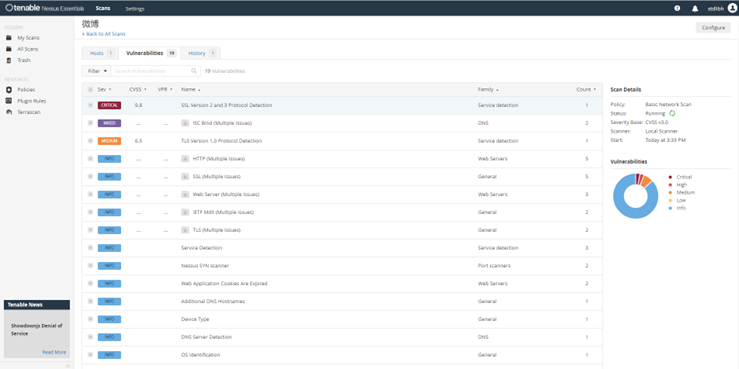 tenable Nessus Essentials Scans Settings stdlibh
FOLDERS
My Scans
All Scans
Trash
RESOURCES
Policies
Plugin Rules
Terrascan
Tenable News
Showdownjs Denial of
Service
Read More
微博
‹ Back to All Scans
Configure
Hosts 1 Vulnerabilities 19 History 1
Filter Search Vulnerabilities 19 vulnerabilities
Sev CVSS VPR Name Family Count
CRITICAL 9.8 SSL Version 2 and 3 Protocol Detection Service detection 1
MIXED ... ... ISC Bind (Multiple Issues) DNS 2
MEDIUM 6.5 TLS Version 1.0 Protocol Detection Service detection 1
INFO ... ... HTTP (Multiple Issues) Web Servers 5
INFO ... ... SSL (Multiple Issues) General 5
INFO ... ... Web Server (Multiple Issues) Web Servers 3
INFO ... ... IETF Md5 (Multiple Issues) General 2
INFO ... ... TLS (Multiple Issues) General 2
INFO Service Detection Service detection 3
INFO Nessus SYN scanner Port scanners 2
INFO Web Application Cookies Are Expired Web Servers 2
INFO Additional DNS Hostnames General 1
INFO Device Type General 1
INFO DNS Server Detection DNS 1
INFO OS Identification General 1
Scan Details
Policy: Basic Network Scan
Status: Running
Severity Base: CVSS v3.0
Scanner: Local Scanner
Start: Today at 3:33 PM
Vulnerabilities
Critical
High
Medium
Low
Info